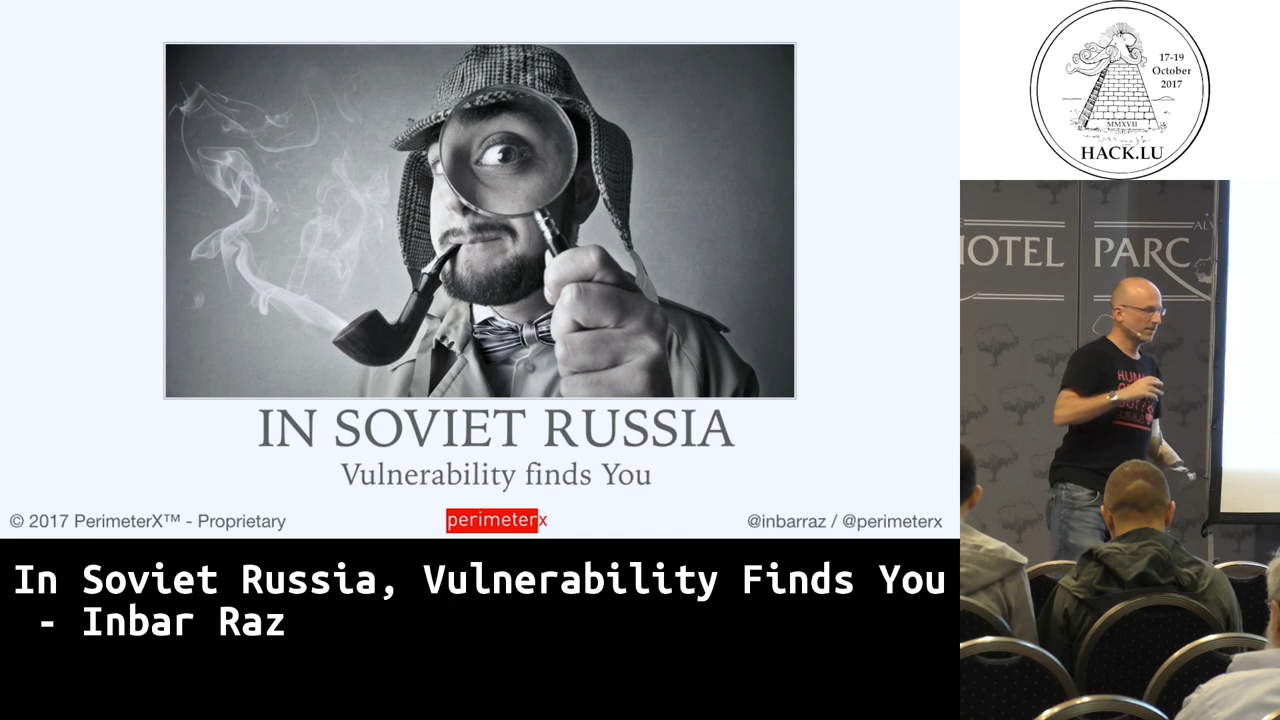 IN SOVIET RUSSIA
Vulnerability finds You
© 2017 PerimeterX™ - Proprietary
perimeterx
@inbarraz / @perimeterx
In Soviet Russia, Vulnerability Finds You
- Inbar Raz
17-19
October
2017
MMXVII
HACK.LU
HOTEL PARC